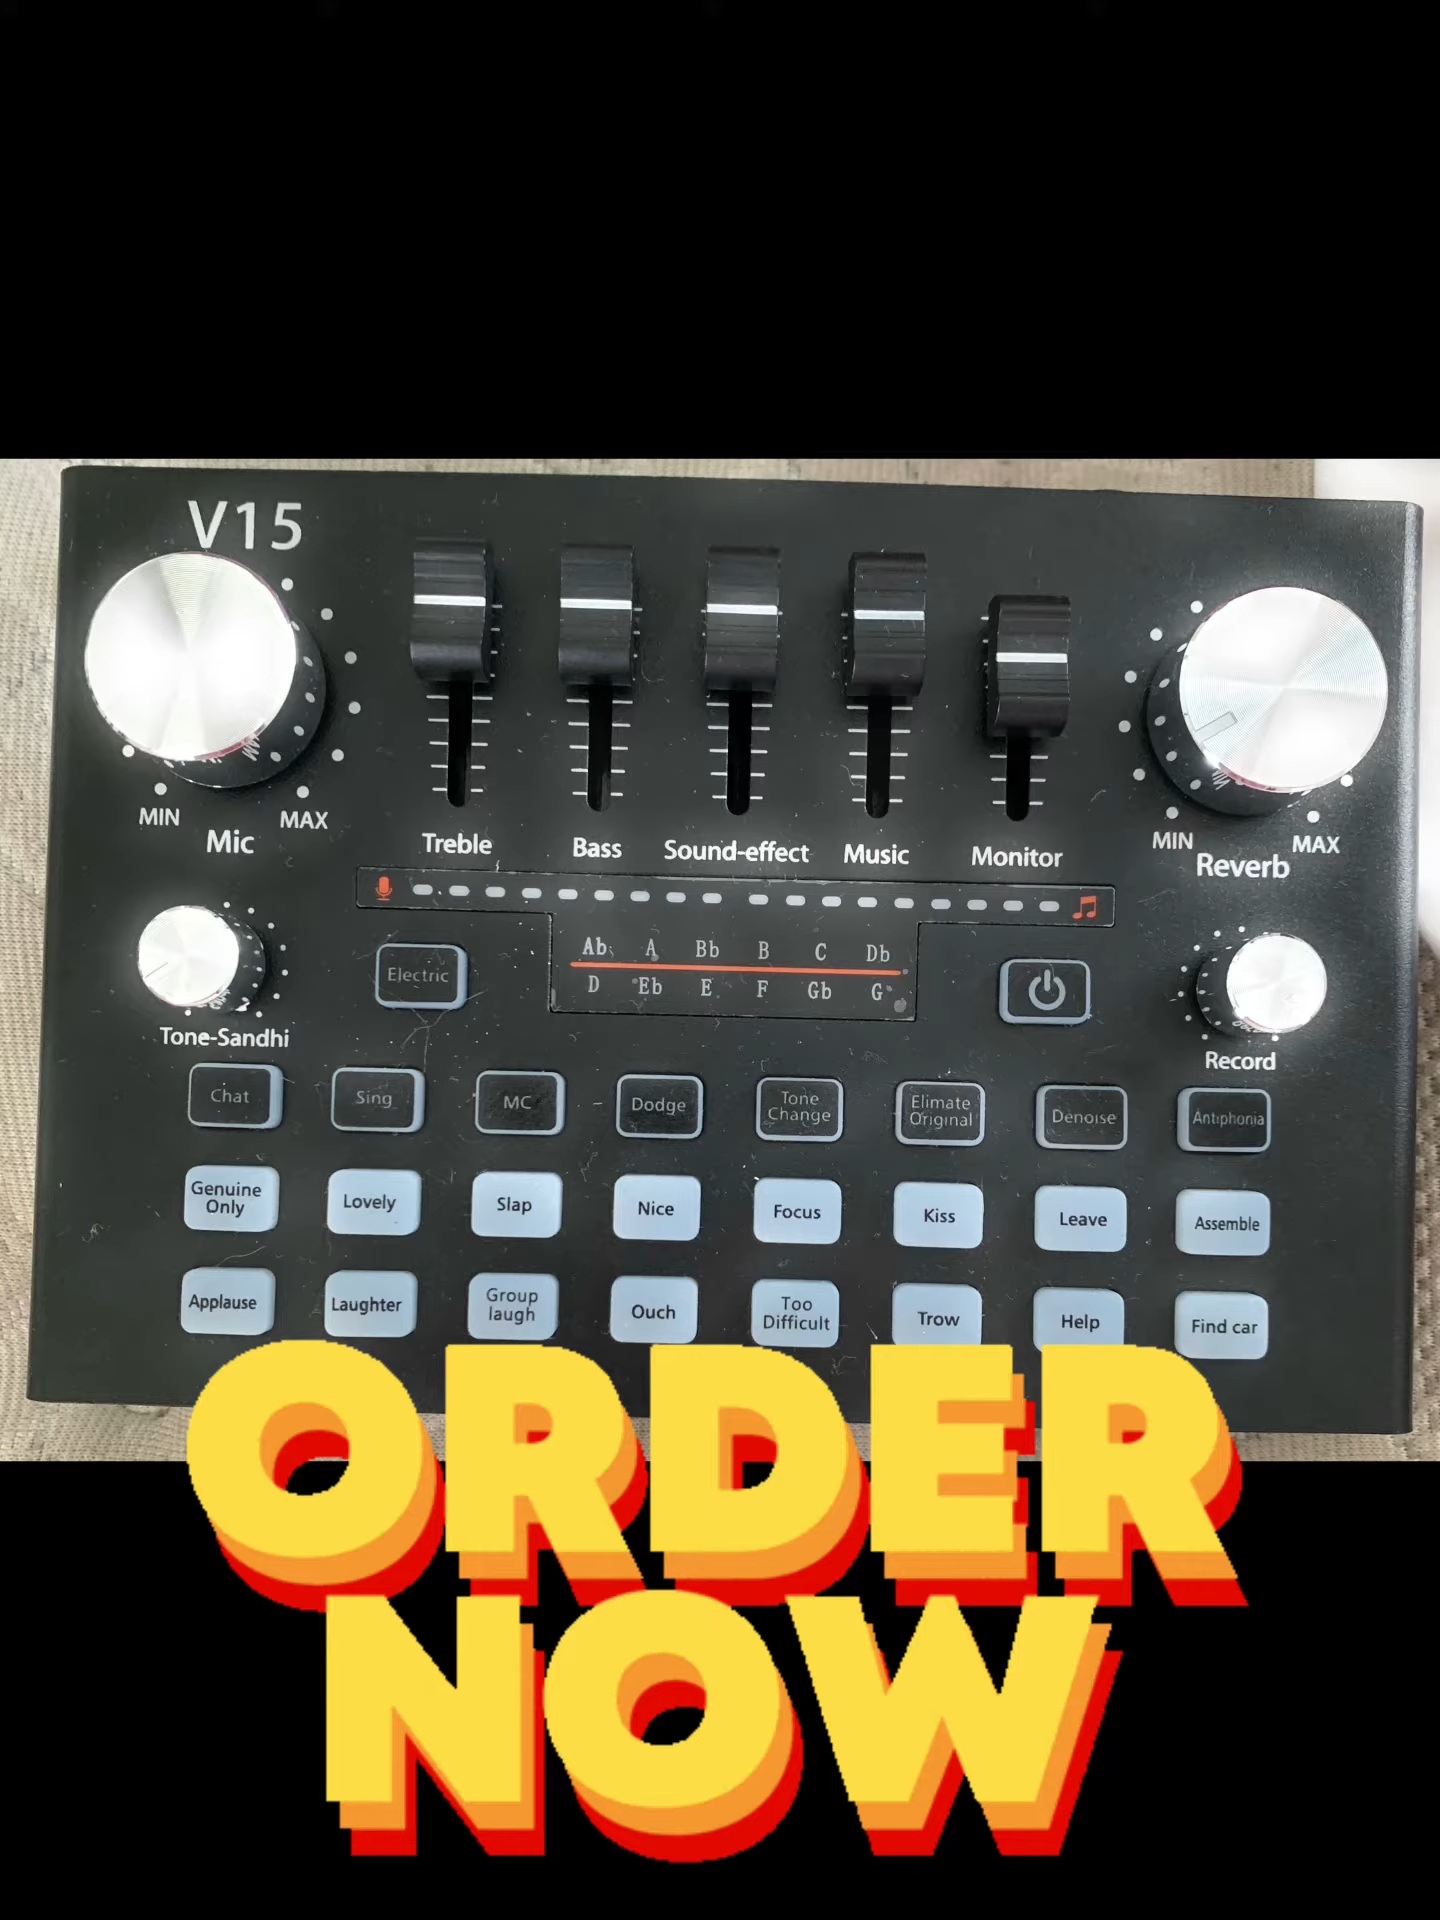 V15
MIN
MAX
Mic
Treble
Bass
Sound-effect
Music
Monitor
MIN
MAX
Reverb
Ab A Bb B C Db
D Eb E F Gb G
Electric
Tone-Sandhi
Record
Chat
Sing
MC
Dodge
Tone
Change
Elimate
Original
Denoise
Antiphonia
Genuine
Only
Lovely
Slap
Nice
Focus
Kiss
Leave
Assemble
Applause
Laughter
Group
laugh
Ouch
Too
Difficult
Trow
Help
Find car
ORDER
NOW